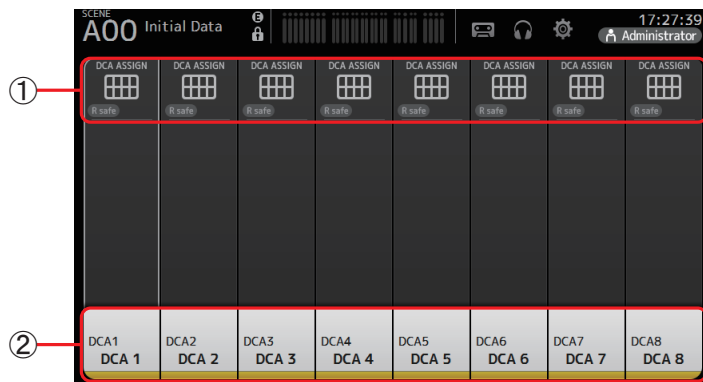 SCENE
A00 Initial Data
17:27:39
Administrator
①
DCA ASSIGN DCA ASSIGN DCA ASSIGN DCA ASSIGN DCA ASSIGN DCA ASSIGN DCA ASSIGN DCA ASSIGN
R safe R safe R safe R safe R safe R safe R safe R safe
②
DCA1 DCA2 DCA3 DCA4 DCA5 DCA6 DCA7 DCA8
DCA 1 DCA 2 DCA 3 DCA 4 DCA 5 DCA 6 DCA 7 DCA 8